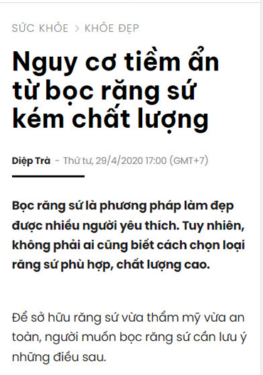 SỨC KHỎE > KHỎE ĐẸP
Nguy cơ tiềm ẩn
từ bọc răng sứ
kém chất lượng
Diệp Trà - Thứ tư, 29/4/2020 17:00 (GMT+7)
Bọc răng sứ là phương pháp làm đẹp
được nhiều người yêu thích. Tuy nhiên,
không phải ai cũng biết cách chọn loại
răng sứ phù hợp, chất lượng cao.
Để sở hữu răng sứ vừa thẩm mỹ vừa an
toàn, người muốn bọc răng sứ cần lưu ý
những điều sau.